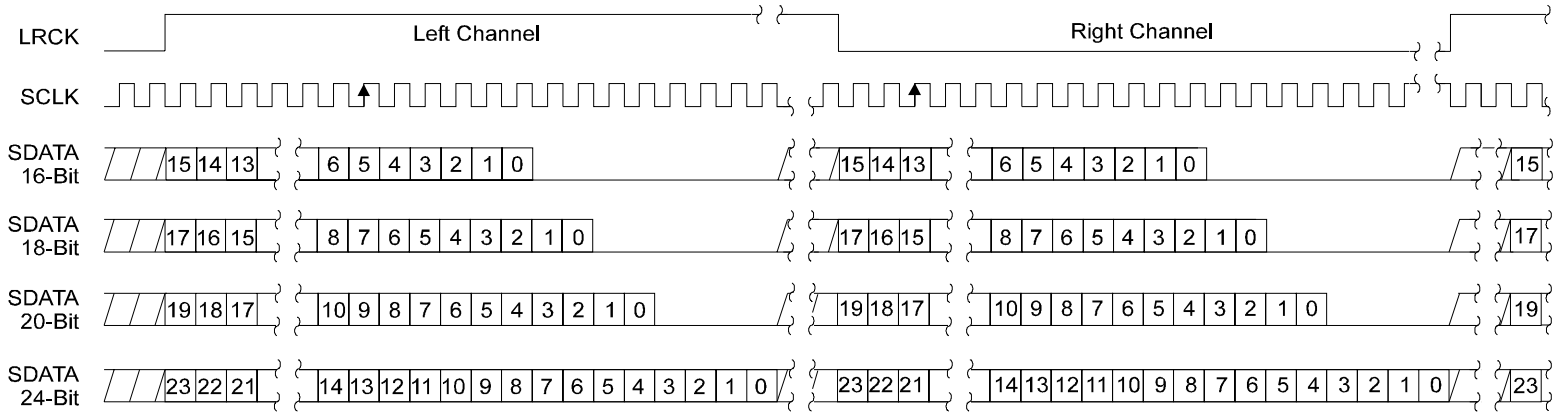 LRCK Left Channel Right Channel
SCLK
SDATA
16-Bit
15 14 13 6 5 4 3 2 1 0 15 14 13 6 5 4 3 2 1 0 15
SDATA
18-Bit
17 16 15 8 7 6 5 4 3 2 1 0 17 16 15 8 7 6 5 4 3 2 1 0 17
SDATA
20-Bit
19 18 17 10 9 8 7 6 5 4 3 2 1 0 19 18 17 10 9 8 7 6 5 4 3 2 1 0 19
SDATA
24-Bit
23 22 21 14 13 12 11 10 9 8 7 6 5 4 3 2 1 0 23 22 21 14 13 12 11 10 9 8 7 6 5 4 3 2 1 0 23